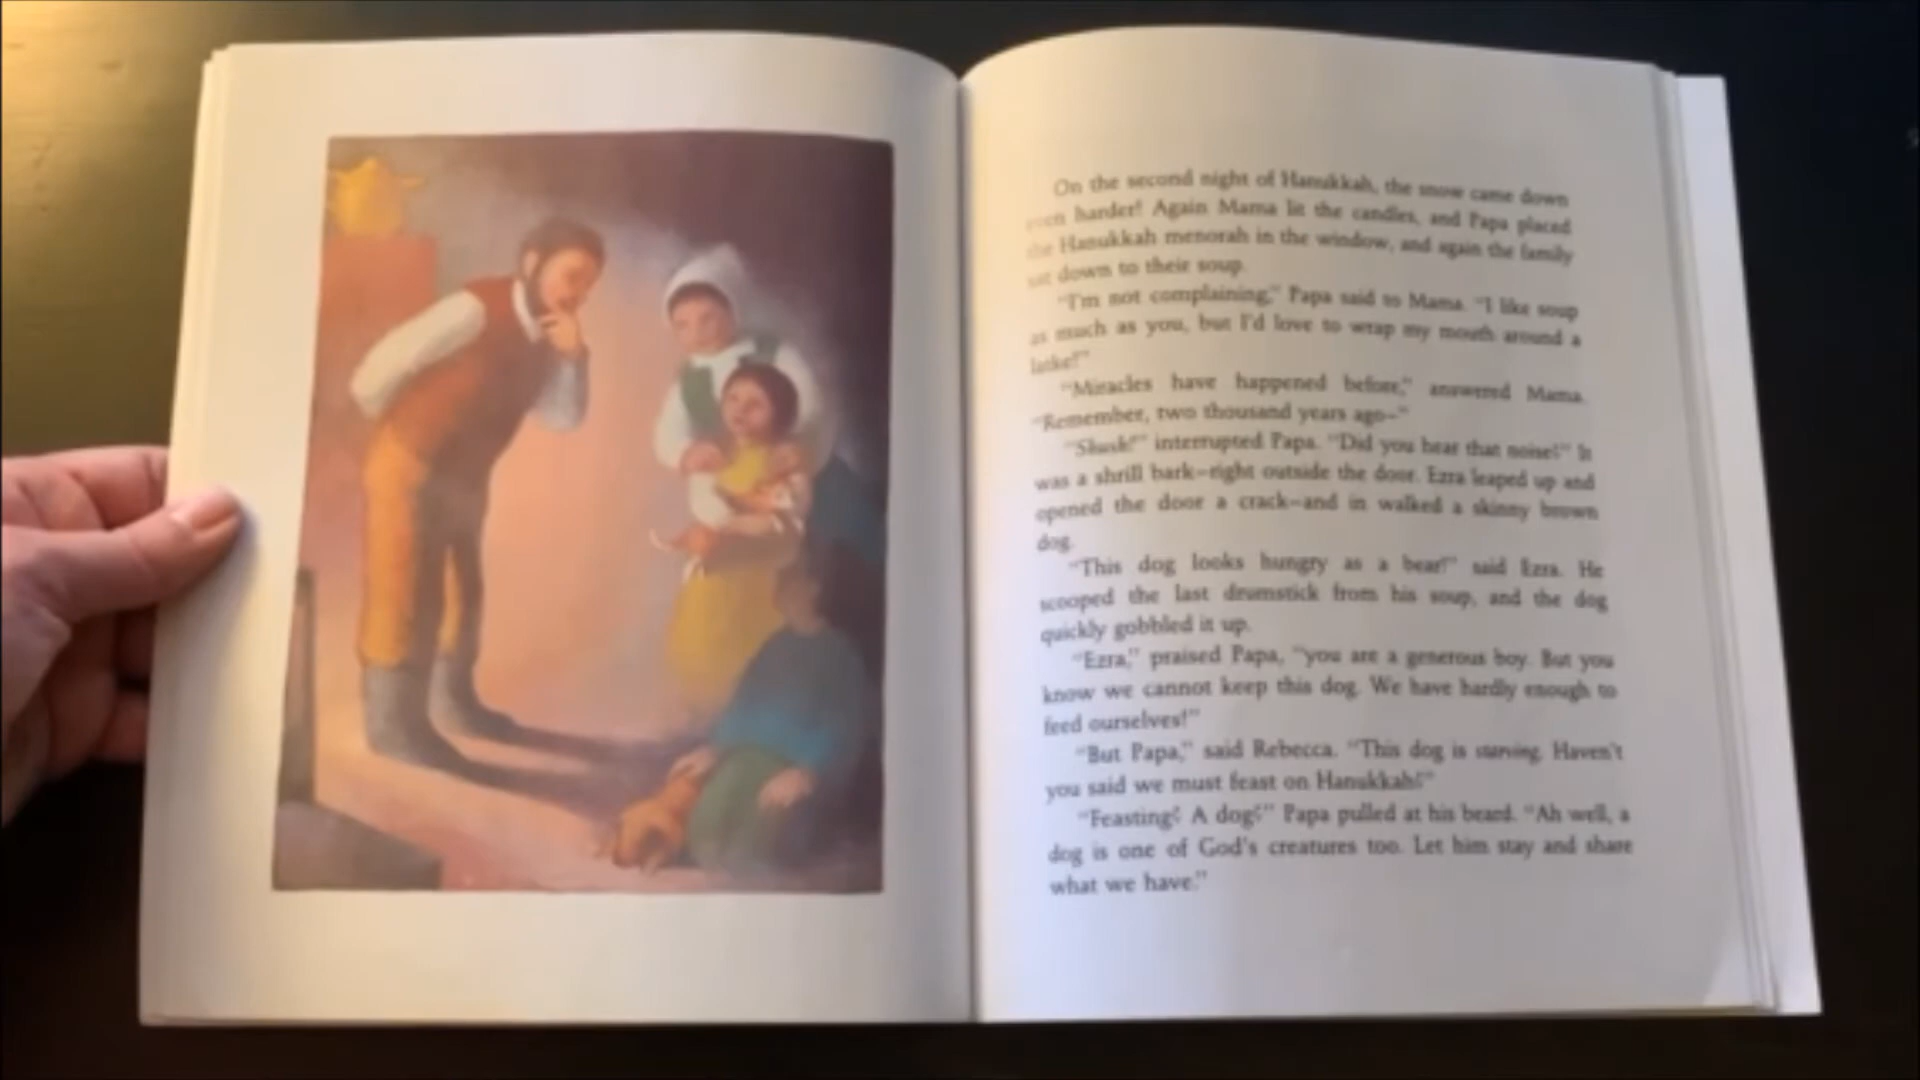 On the second night of Hanukkah, the snow came down
even harder! Again Mama lit the candles, and Papa placed
the Hanukkah menorah in the window, and again the family
sat down to their soup.
"I'm not complaining," Papa said to Mama. "I like soup
as much as you, but I'd love to wrap my mouth around a
latke!"
"Miracles have happened before," answered Mama.
"Remember, two thousand years ago—"
"Shush!" interrupted Papa. "Did you hear that noise?" It
was a shrill bark—right outside the door. Ezra leaped up and
opened the door a crack—and in walked a skinny brown
dog.
"This dog looks hungry as a bear!" said Ezra. He
scooped the last drumstick from his soup, and the dog
quickly gobbled it up.
"Ezra," praised Papa, "you are a generous boy. But you
know we cannot keep this dog. We have hardly enough to
feed ourselves!"
"But Papa," said Rebecca. "This dog is starving. Haven't
you said we must feast on Hanukkah?"
"Feasting? A dog?" Papa pulled at his beard. "Ah well, a
dog is one of God's creatures too. Let him stay and share
what we have."